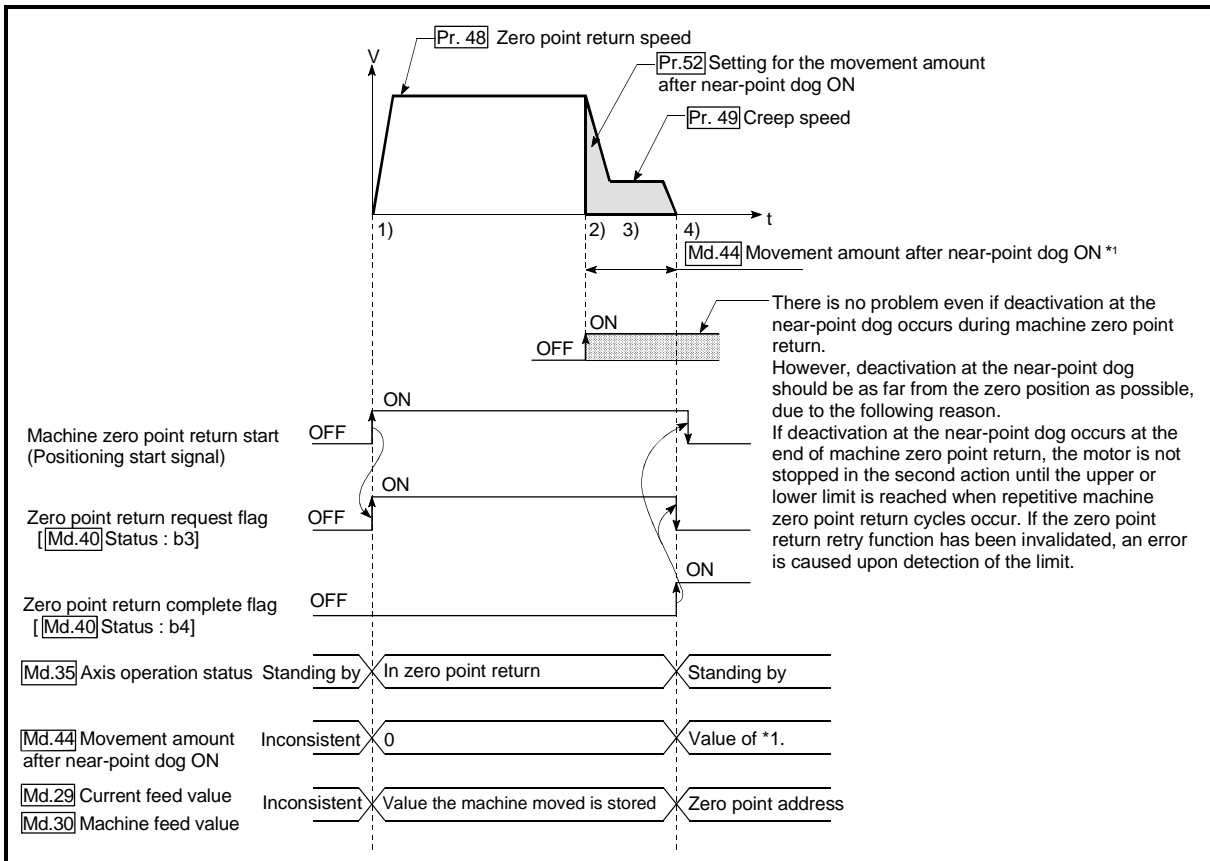 Pr. 48 Zero point return speed
V
Pr.52 Setting for the movement amount
after near-point dog ON
Pr. 49 Creep speed
t
1)
2)
3)
4)
Md.44 Movement amount after near-point dog ON *1
There is no problem even if deactivation at the
near-point dog occurs during machine zero point
return.
However, deactivation at the near-point dog
should be as far from the zero position as possible,
due to the following reason.
If deactivation at the near-point dog occurs at the
end of machine zero point return, the motor is not
stopped in the second action until the upper or
lower limit is reached when repetitive machine
zero point return cycles occur. If the zero point
return retry function has been invalidated, an error
is caused upon detection of the limit.
ON
OFF
ON
Machine zero point return start
(Positioning start signal)
OFF
ON
Zero point return request flag
[ Md.40 Status : b3]
OFF
ON
Zero point return complete flag
[ Md.40 Status : b4]
OFF
Md.35 Axis operation status Standing by In zero point return Standing by
Md.44 Movement amount
after near-point dog ON
Inconsistent 0 Value of *1.
Md.29 Current feed value
Md.30 Machine feed value
Inconsistent Value the machine moved is stored Zero point address